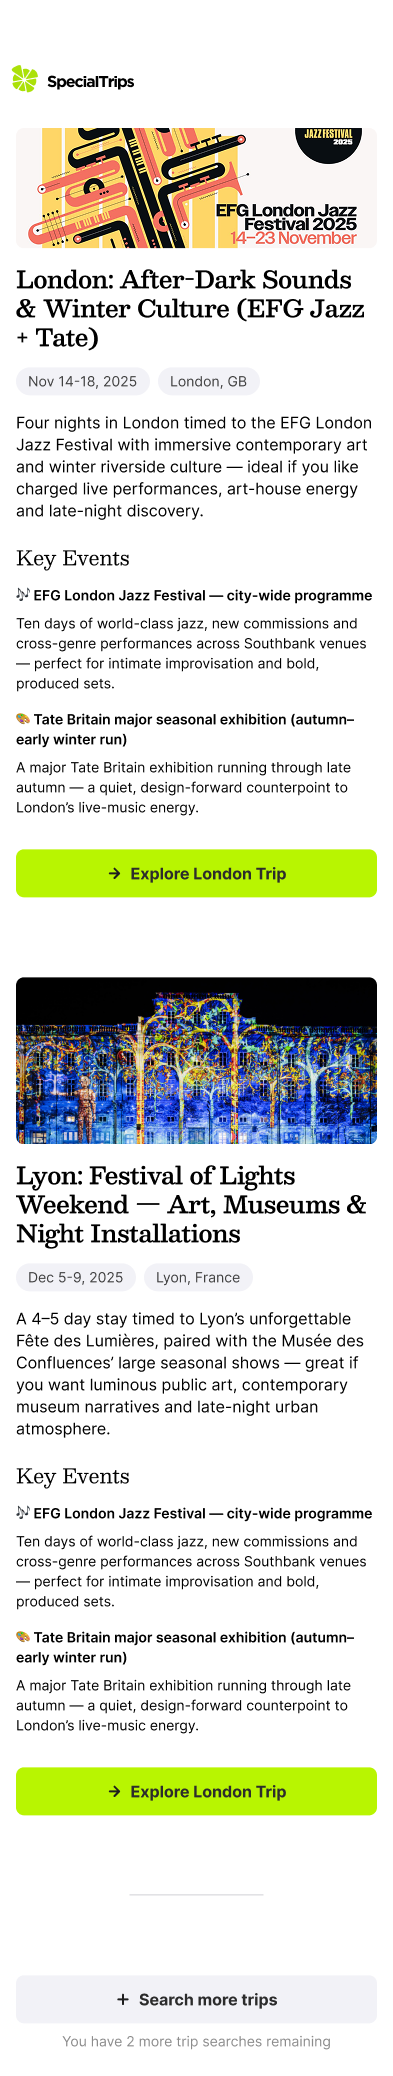 SpecialTrips
JAZZ FESTIVAL
2025
EFG London Jazz
Festival 2025
14–23 November
London: After-Dark Sounds
& Winter Culture (EFG Jazz
+ Tate)
Nov 14-18, 2025
London, GB
Four nights in London timed to the EFG London
Jazz Festival with immersive contemporary art
and winter riverside culture — ideal if you like
charged live performances, art-house energy
and late-night discovery.
Key Events
🎶 EFG London Jazz Festival — city-wide programme
Ten days of world-class jazz, new commissions and
cross-genre performances across Southbank venues
— perfect for intimate improvisation and bold,
produced sets.
🎨 Tate Britain major seasonal exhibition (autumn–
early winter run)
A major Tate Britain exhibition running through late
autumn — a quiet, design-forward counterpoint to
London’s live-music energy.
→ Explore London Trip
Lyon: Festival of Lights
Weekend — Art, Museums &
Night Installations
Dec 5-9, 2025
Lyon, France
A 4–5 day stay timed to Lyon’s unforgettable
Fête des Lumières, paired with the Musée des
Confluences’ large seasonal shows — great if
you want luminous public art, contemporary
museum narratives and late-night urban
atmosphere.
Key Events
🎶 EFG London Jazz Festival — city-wide programme
Ten days of world-class jazz, new commissions and
cross-genre performances across Southbank venues
— perfect for intimate improvisation and bold,
produced sets.
🎨 Tate Britain major seasonal exhibition (autumn–
early winter run)
A major Tate Britain exhibition running through late
autumn — a quiet, design-forward counterpoint to
London’s live-music energy.
→ Explore London Trip
+ Search more trips
You have 2 more trip searches remaining